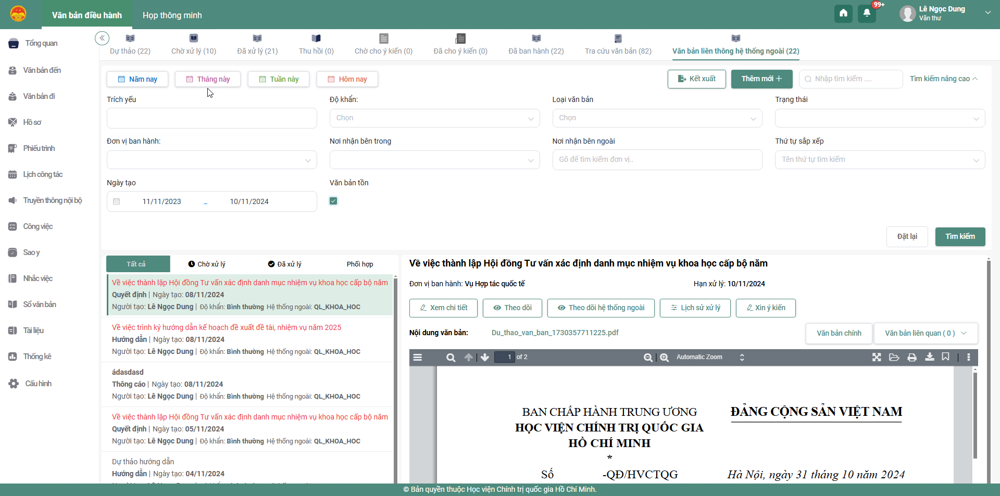 Văn bản điều hành
Họp thông minh
99+
Lê Ngọc Dung
Văn thư
Tổng quan
Văn bản đến
Văn bản đi
Hồ sơ
Phiếu trình
Lịch công tác
Truyền thông nội bộ
Công việc
Sao y
Nhắc việc
Sổ văn bản
Tài liệu
Thống kê
Cấu hình
Dự thảo (22)
Chờ xử lý (10)
Đã xử lý (21)
Thu hồi (0)
Chờ cho ý kiến (0)
Đã cho ý kiến (0)
Đã ban hành (22)
Tra cứu văn bản (82)
Văn bản liên thông hệ thống ngoài (22)
Năm nay
Tháng này
Tuần này
Hôm nay
Kết xuất
Thêm mới
Nhập tìm kiếm ....
Tìm kiếm nâng cao
Trích yếu
Độ khẩn:
Chọn
Loại văn bản
Chọn
Trạng thái
Đơn vị ban hành:
Nơi nhận bên trong
Nơi nhận bên ngoài
Gõ để tìm kiếm đơn vị..
Thứ tự sắp xếp
Tên thứ tự tìm kiếm
Ngày tạo
11/11/2023 – 10/11/2024
Văn bản tồn
Đặt lại
Tìm kiếm
Tất cả
Chờ xử lý
Đã xử lý
Phối hợp
Về việc thành lập Hội đồng Tư vấn xác định danh mục nhiệm vụ khoa học cấp bộ năm
Quyết định | Ngày tạo: 08/11/2024
Người tạo: Lê Ngọc Dung | Độ khẩn: Bình thường Hệ thống ngoài: QL_KHOA_HOC
Về việc trình ký hướng dẫn kế hoạch đề xuất đề tài, nhiệm vụ năm 2025
Hướng dẫn | Ngày tạo: 08/11/2024
Người tạo: Lê Ngọc Dung | Độ khẩn: Bình thường Hệ thống ngoài: QL_KHOA_HOC
ádasdasd
Thông cáo | Ngày tạo: 08/11/2024
Người tạo: Lê Ngọc Dung | Độ khẩn: Bình thường Hệ thống ngoài: QL_KHOA_HOC
Về việc thành lập Hội đồng Tư vấn xác định danh mục nhiệm vụ khoa học cấp bộ năm
Quyết định | Ngày tạo: 05/11/2024
Người tạo: Lê Ngọc Dung | Độ khẩn: Bình thường Hệ thống ngoài: QL_KHOA_HOC
Dự thảo hướng dẫn
Hướng dẫn | Ngày tạo: 04/11/2024
Về việc thành lập Hội đồng Tư vấn xác định danh mục nhiệm vụ khoa học cấp bộ năm
Đơn vị ban hành: Vụ Hợp tác quốc tế
Hạn xử lý: 10/11/2024
Xem chi tiết
Theo dõi
Theo dõi hệ thống ngoài
Lịch sử xử lý
Xin ý kiến
Nội dung văn bản:
Du_thao_van_ban_1730357711225.pdf
Văn bản chính
Văn bản liên quan ( 0 )
1 of 2
Automatic Zoom
BAN CHẤP HÀNH TRUNG ƯƠNG
HỌC VIỆN CHÍNH TRỊ QUỐC GIA
HỒ CHÍ MINH
*
Số -QĐ/HVCTQG
ĐẢNG CỘNG SẢN VIỆT NAM
Hà Nội, ngày 31 tháng 10 năm 2024
© Bản quyền thuộc Học viện Chính trị quốc gia Hồ Chí Minh.